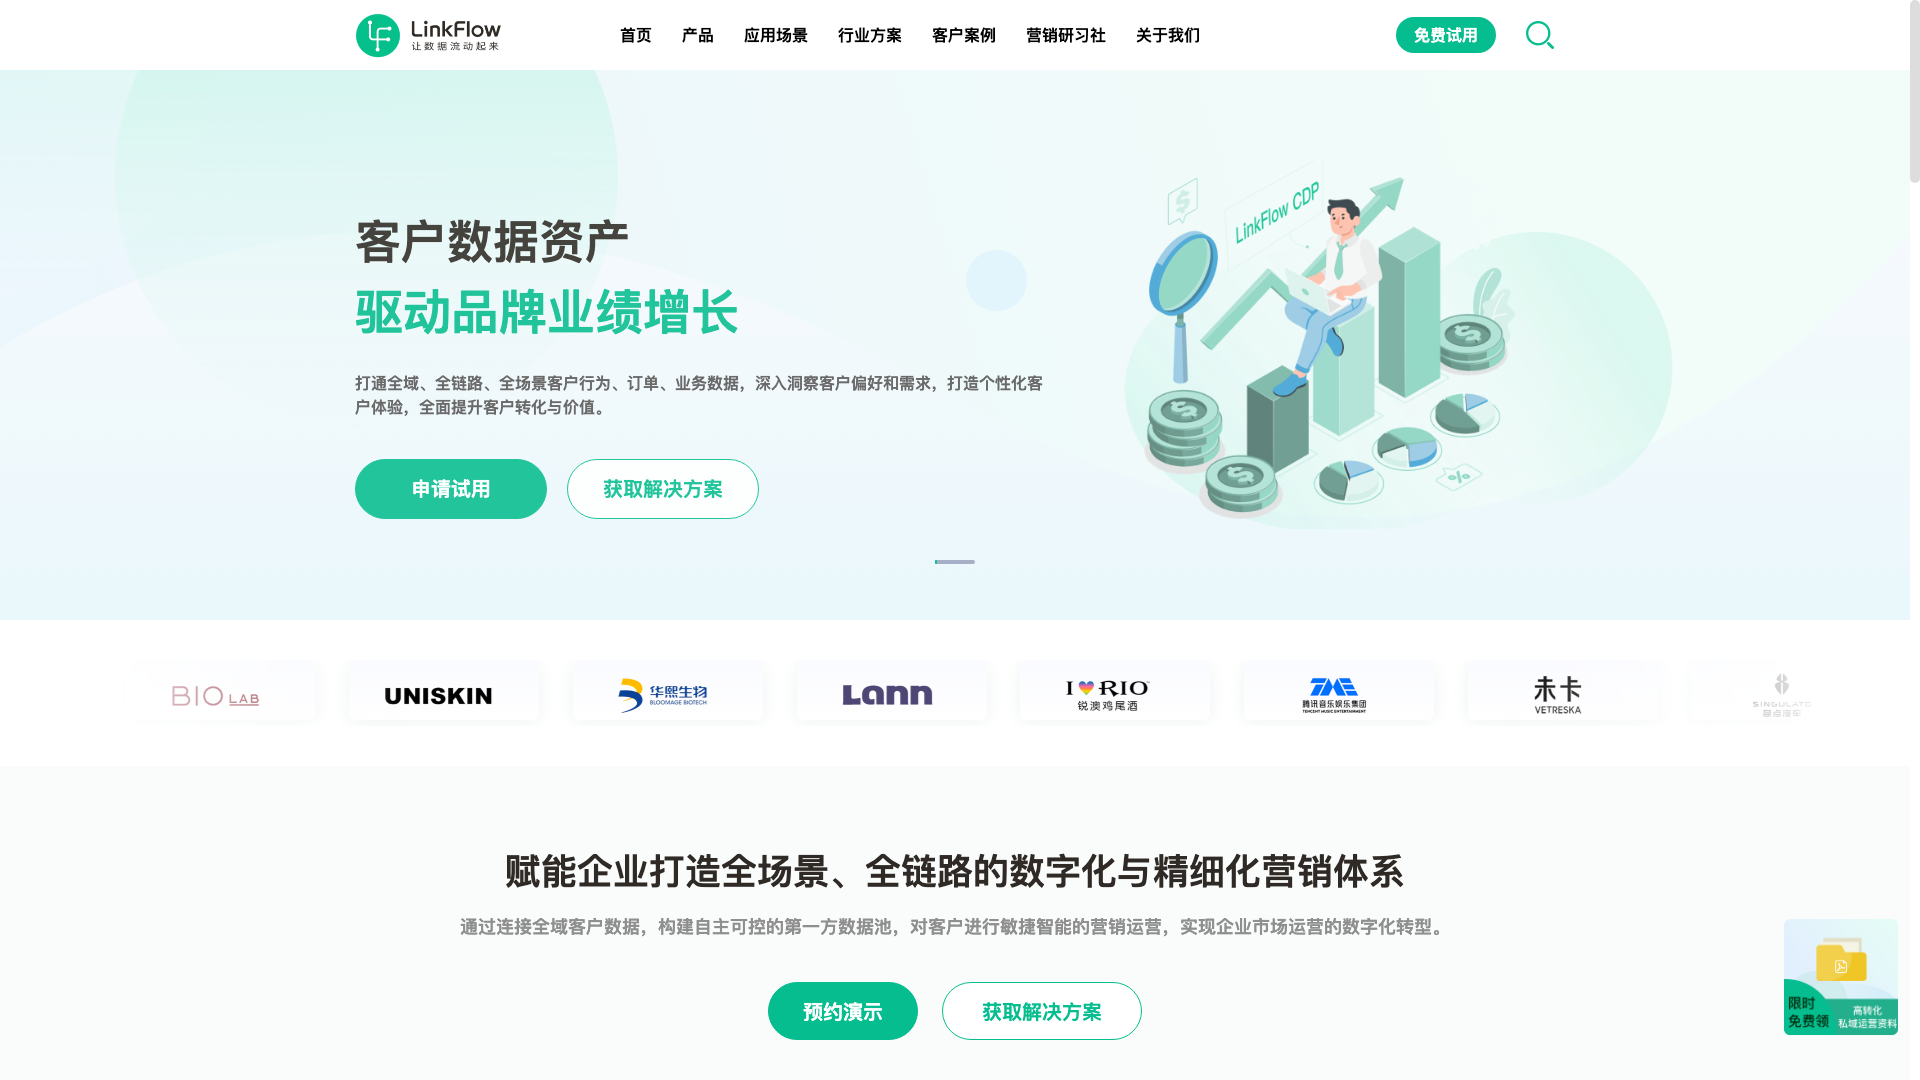 LinkFlow
让数据流动起来
首页 产品 应用场景 行业方案 客户案例 营销研习社 关于我们
免费试用
客户数据资产
驱动品牌业绩增长
打通全域、全链路、全场景客户行为、订单、业务数据，深入洞察客户偏好和需求，打造个性化客
户体验，全面提升客户转化与价值。
申请试用 获取解决方案
LinkFlow CDP
BIO LAB
UNISKIN
华熙生物
BLOOMAGE BIOTECH
Lann
I RIO
锐澳鸡尾酒
TME
腾讯音乐娱乐集团
TENCENT MUSIC ENTERTAINMENT
未卡
VETRESKA
SINGULATO
奇点汽车
赋能企业打造全场景、全链路的数字化与精细化营销体系
通过连接全域客户数据，构建自主可控的第一方数据池，对客户进行敏捷智能的营销运营，实现企业市场运营的数字化转型。
预约演示 获取解决方案
限时
免费领
高转化
私域运营资料